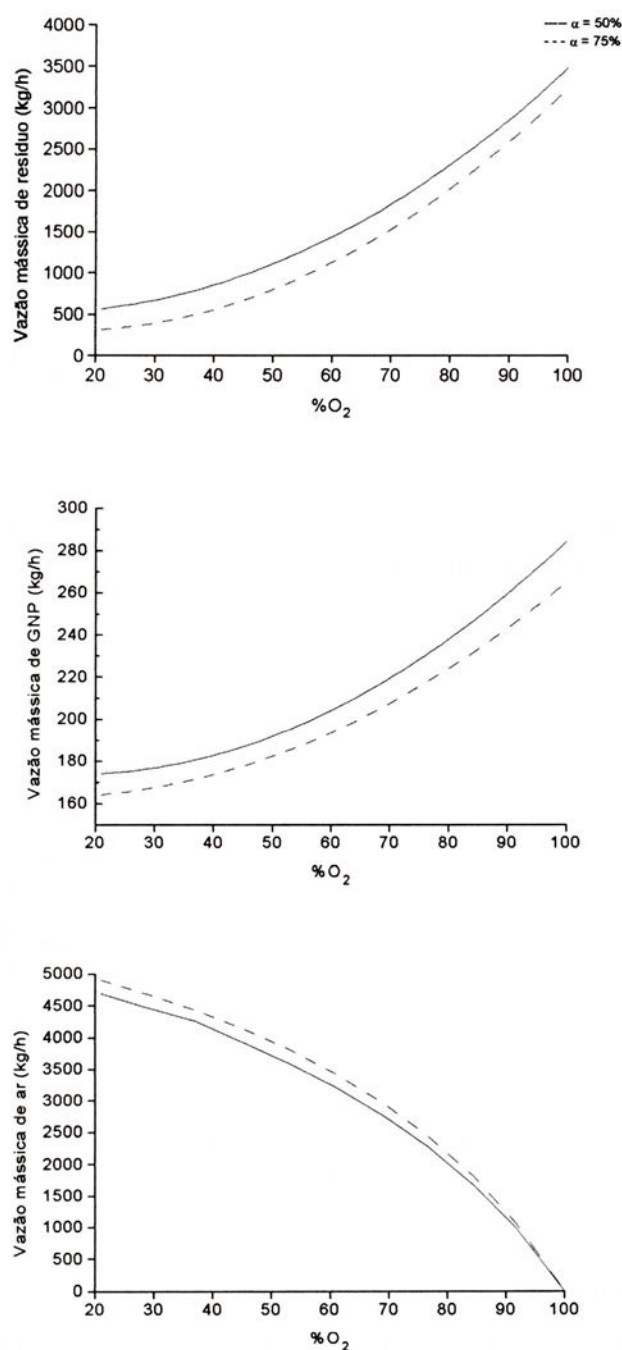 α = 50%
α = 75%
Vazão mássica de resíduo (kg/h)
4000
3500
3000
2500
2000
1500
1000
500
0
20 30 40 50 60 70 80 90 100
%O2
Vazão mássica de GNP (kg/h)
300
280
260
240
220
200
180
160
20 30 40 50 60 70 80 90 100
%O2
Vazão mássica de ar (kg/h)
5000
4500
4000
3500
3000
2500
2000
1500
1000
500
0
20 30 40 50 60 70 80 90 100
%O2